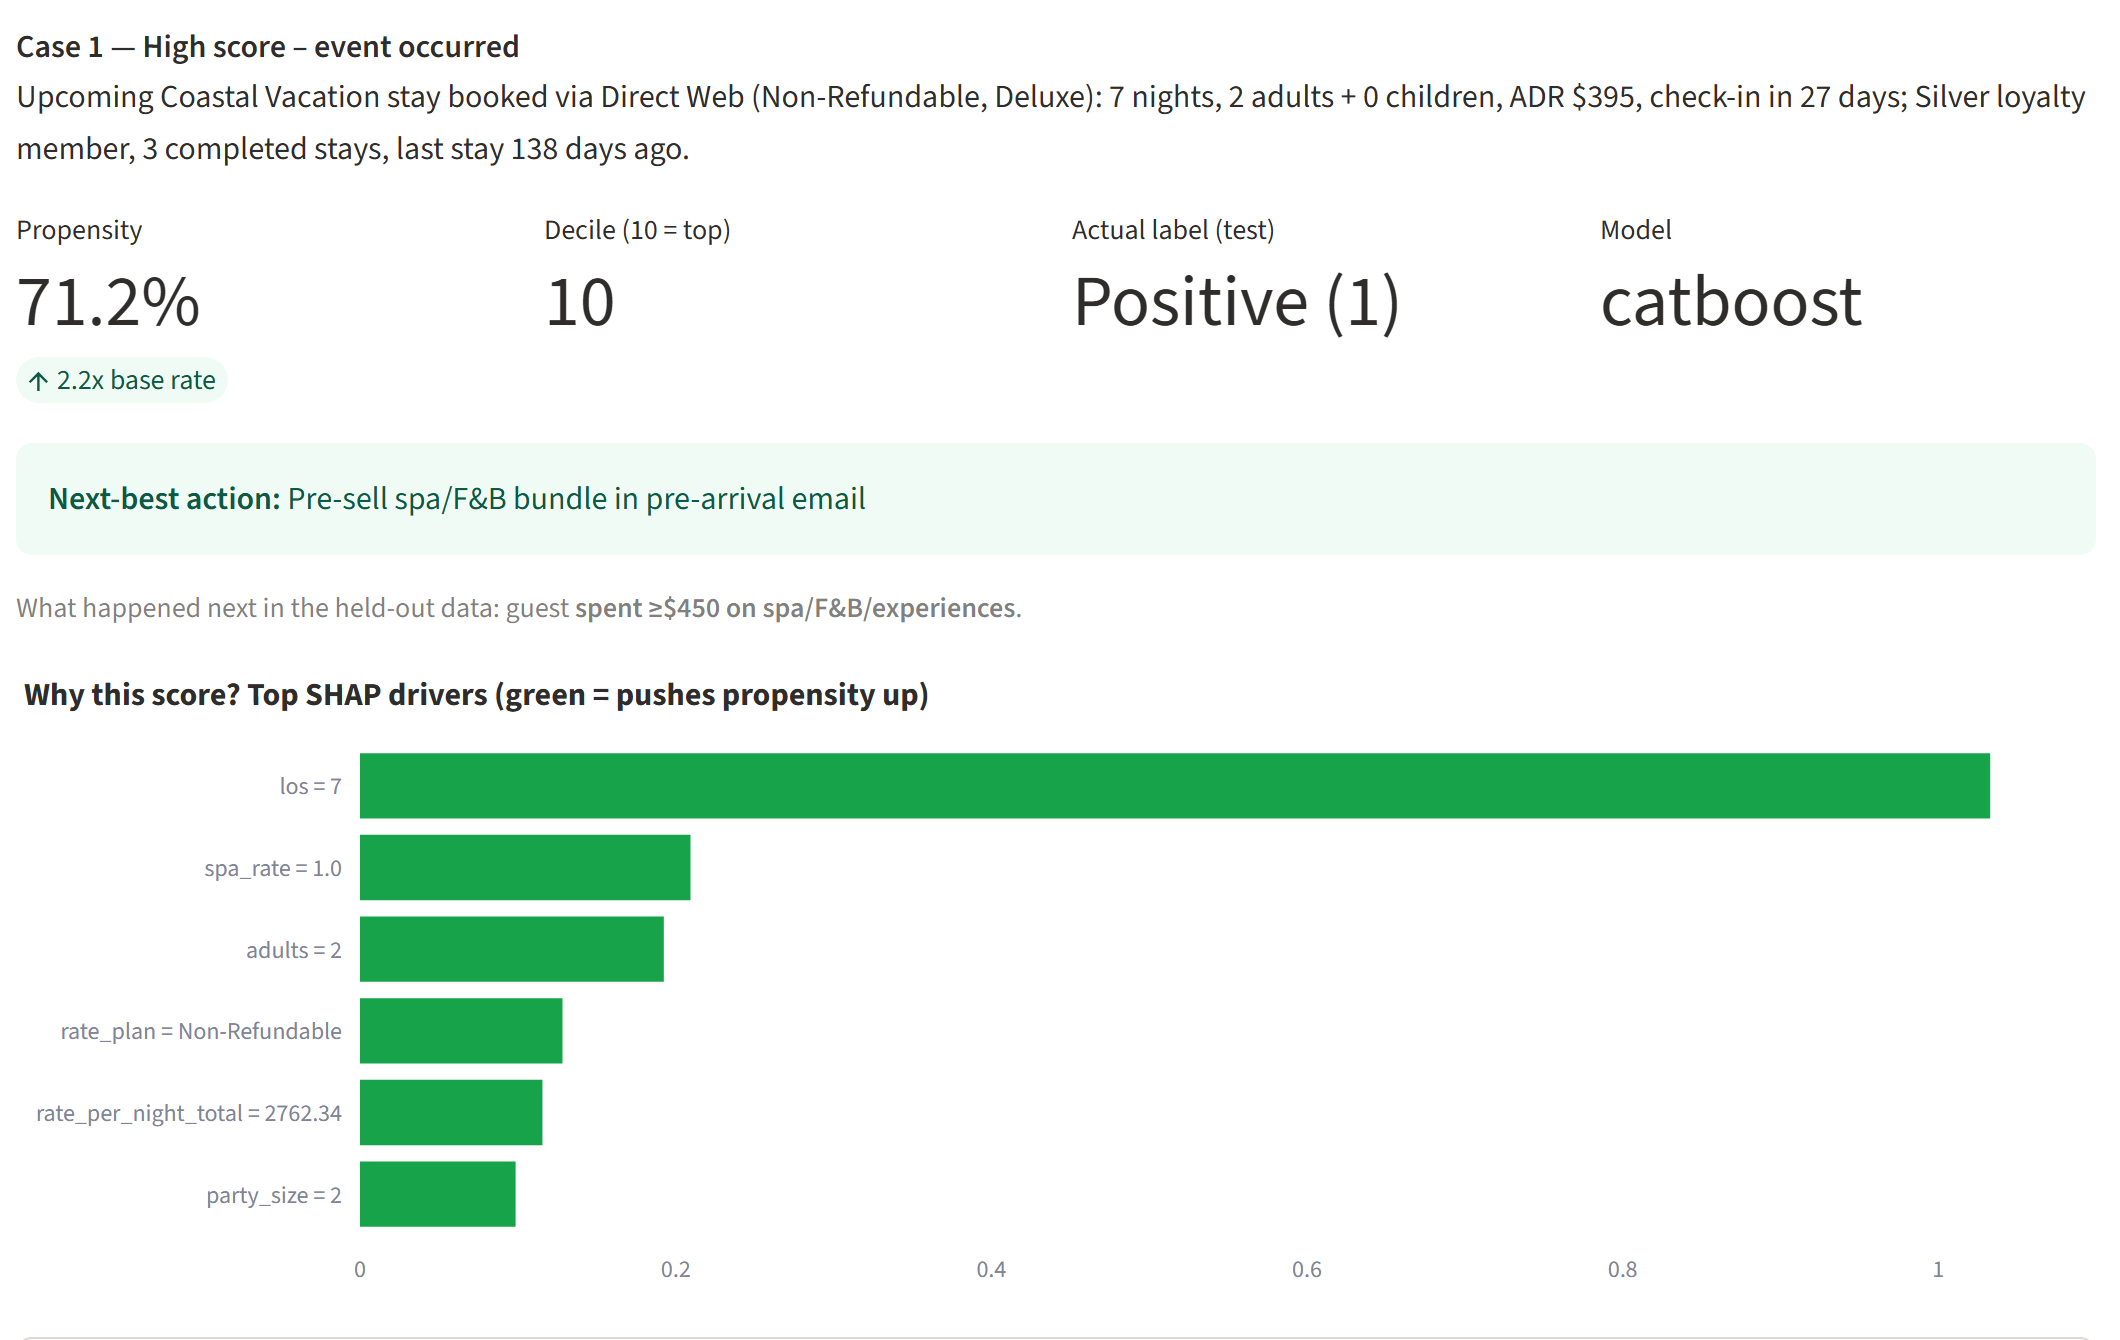 Case 1 — High score – event occurred
Upcoming Coastal Vacation stay booked via Direct Web (Non-Refundable, Deluxe): 7 nights, 2 adults + 0 children, ADR $395, check-in in 27 days; Silver loyalty
member, 3 completed stays, last stay 138 days ago.
Propensity
71.2%
↑ 2.2x base rate
Decile (10 = top)
10
Actual label (test)
Positive (1)
Model
catboost
Next-best action: Pre-sell spa/F&B bundle in pre-arrival email
What happened next in the held-out data: guest spent ≥$450 on spa/F&B/experiences.
Why this score? Top SHAP drivers (green = pushes propensity up)
los = 7
spa_rate = 1.0
adults = 2
rate_plan = Non-Refundable
rate_per_night_total = 2762.34
party_size = 2
0 0.2 0.4 0.6 0.8 1